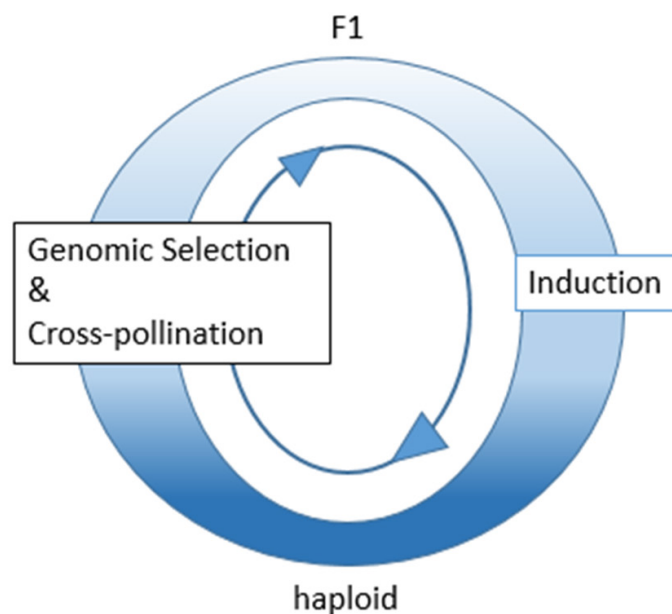 F1
Genomic Selection
&
Cross-pollination
Induction
haploid